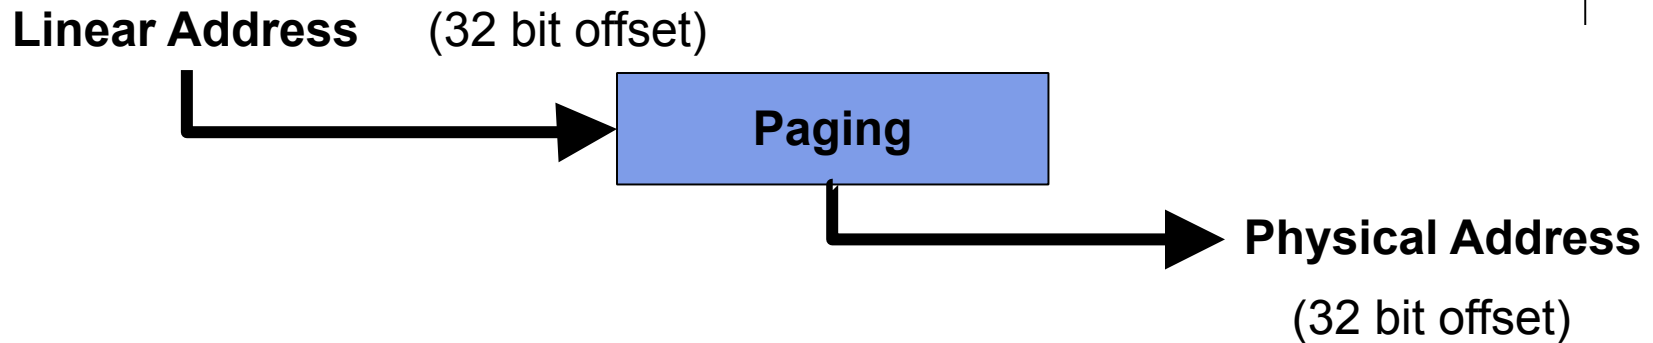 Linear Address (32 bit offset)
Paging
Physical Address
(32 bit offset)